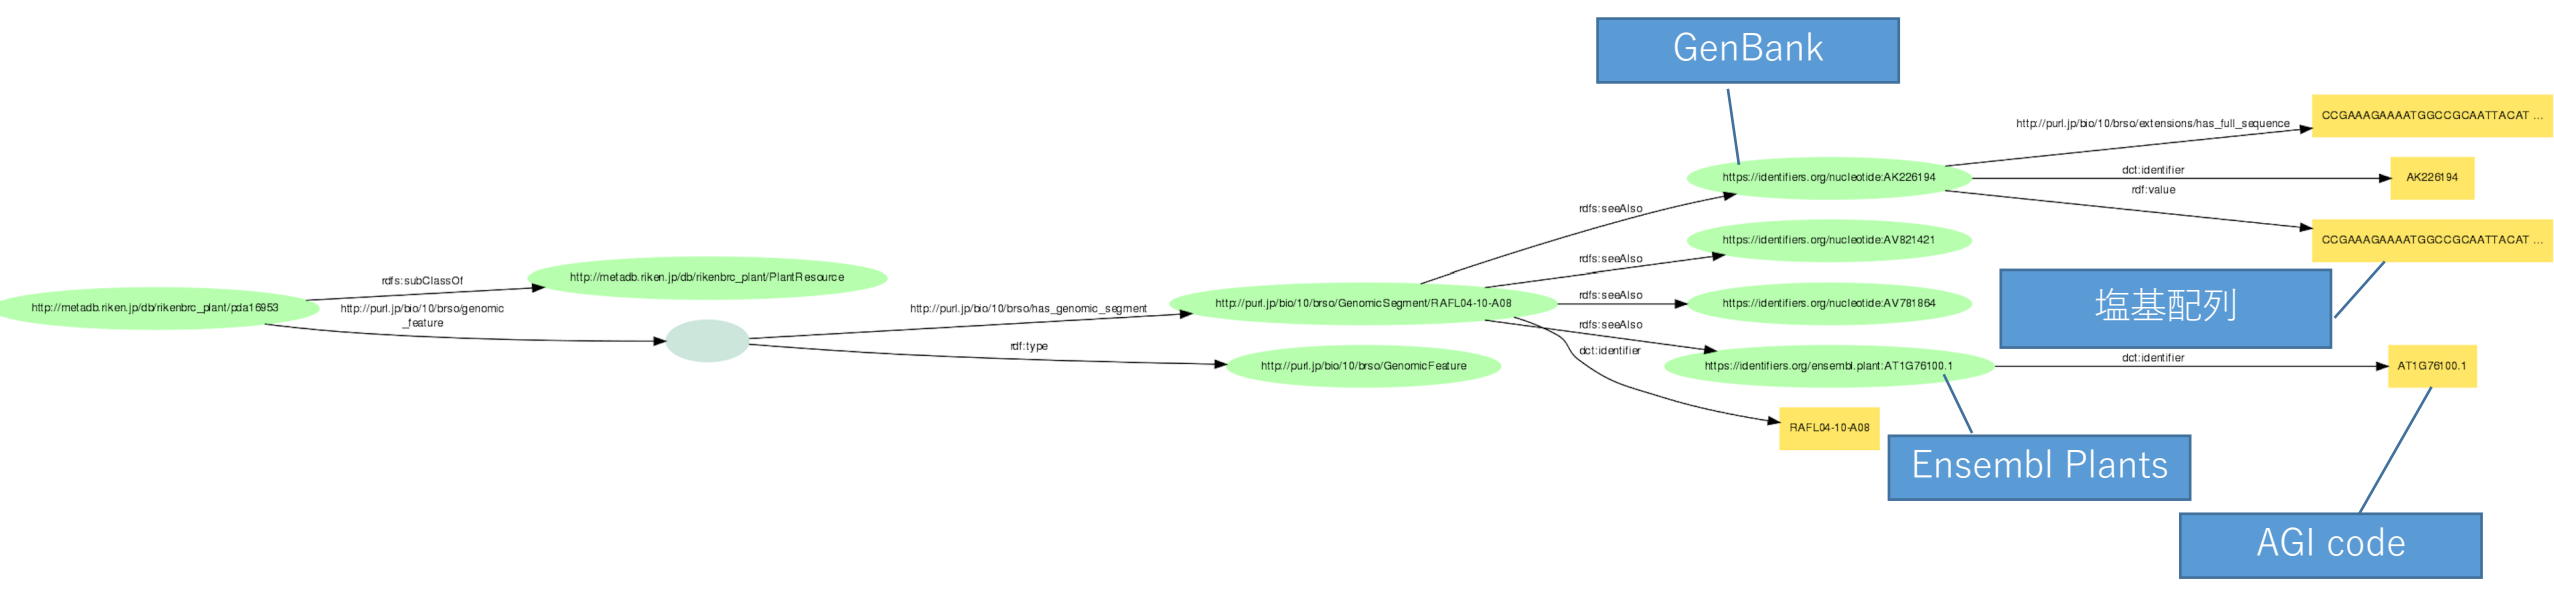 GenBank
http://purl.jp/bio/10/brso/extensions/has_full_sequence
CCGAAAGAAAATGGCCGCAATTACAT ...
https://identifiers.org/nucleotide:AK226194
dct:identifier
AK226194
rdf:value
CCGAAAGAAAATGGCCGCAATTACAT ...
rdfs:seeAlso
https://identifiers.org/nucleotide:AV821421
rdfs:seeAlso
塩基配列
rdfs:subClassOf
http://metadb.riken.jp/db/rikenbrc_plant/PlantResource
http://metadb.riken.jp/db/rikenbrc_plant/pda16953
http://purl.jp/bio/10/brso/genomic
_feature
http://purl.jp/bio/10/brso/has_genomic_segment
http://purl.jp/bio/10/brso/GenomicSegment/RAFL04-10-A08
rdfs:seeAlso
https://identifiers.org/nucleotide:AV781864
rdf:type
http://purl.jp/bio/10/brso/GenomicFeature
rdfs:seeAlso
dct:identifier
https://identifiers.org/ensembl.plant:AT1G76100.1
dct:identifier
AT1G76100.1
RAFL04-10-A08
Ensembl Plants
AGI code